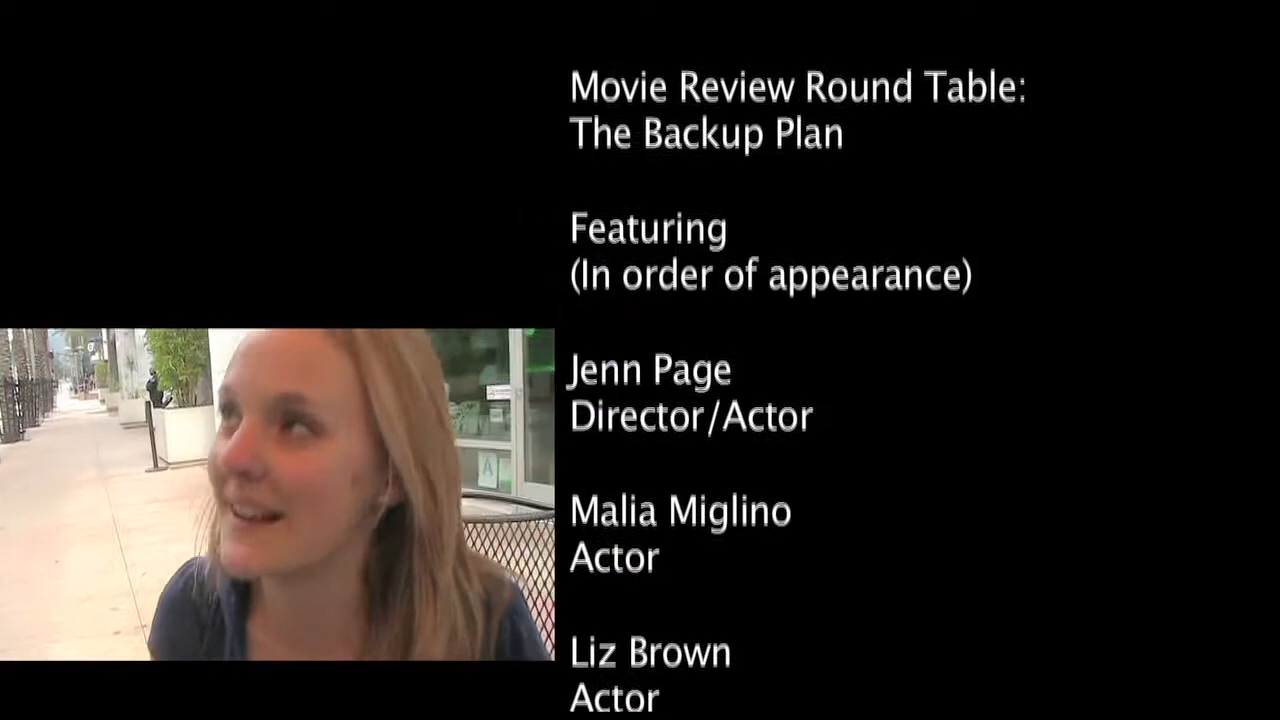 Movie Review Round Table:
The Backup Plan
Featuring
(In order of appearance)
Jenn Page
Director/Actor
Malia Miglino
Actor
Liz Brown
Actor
A